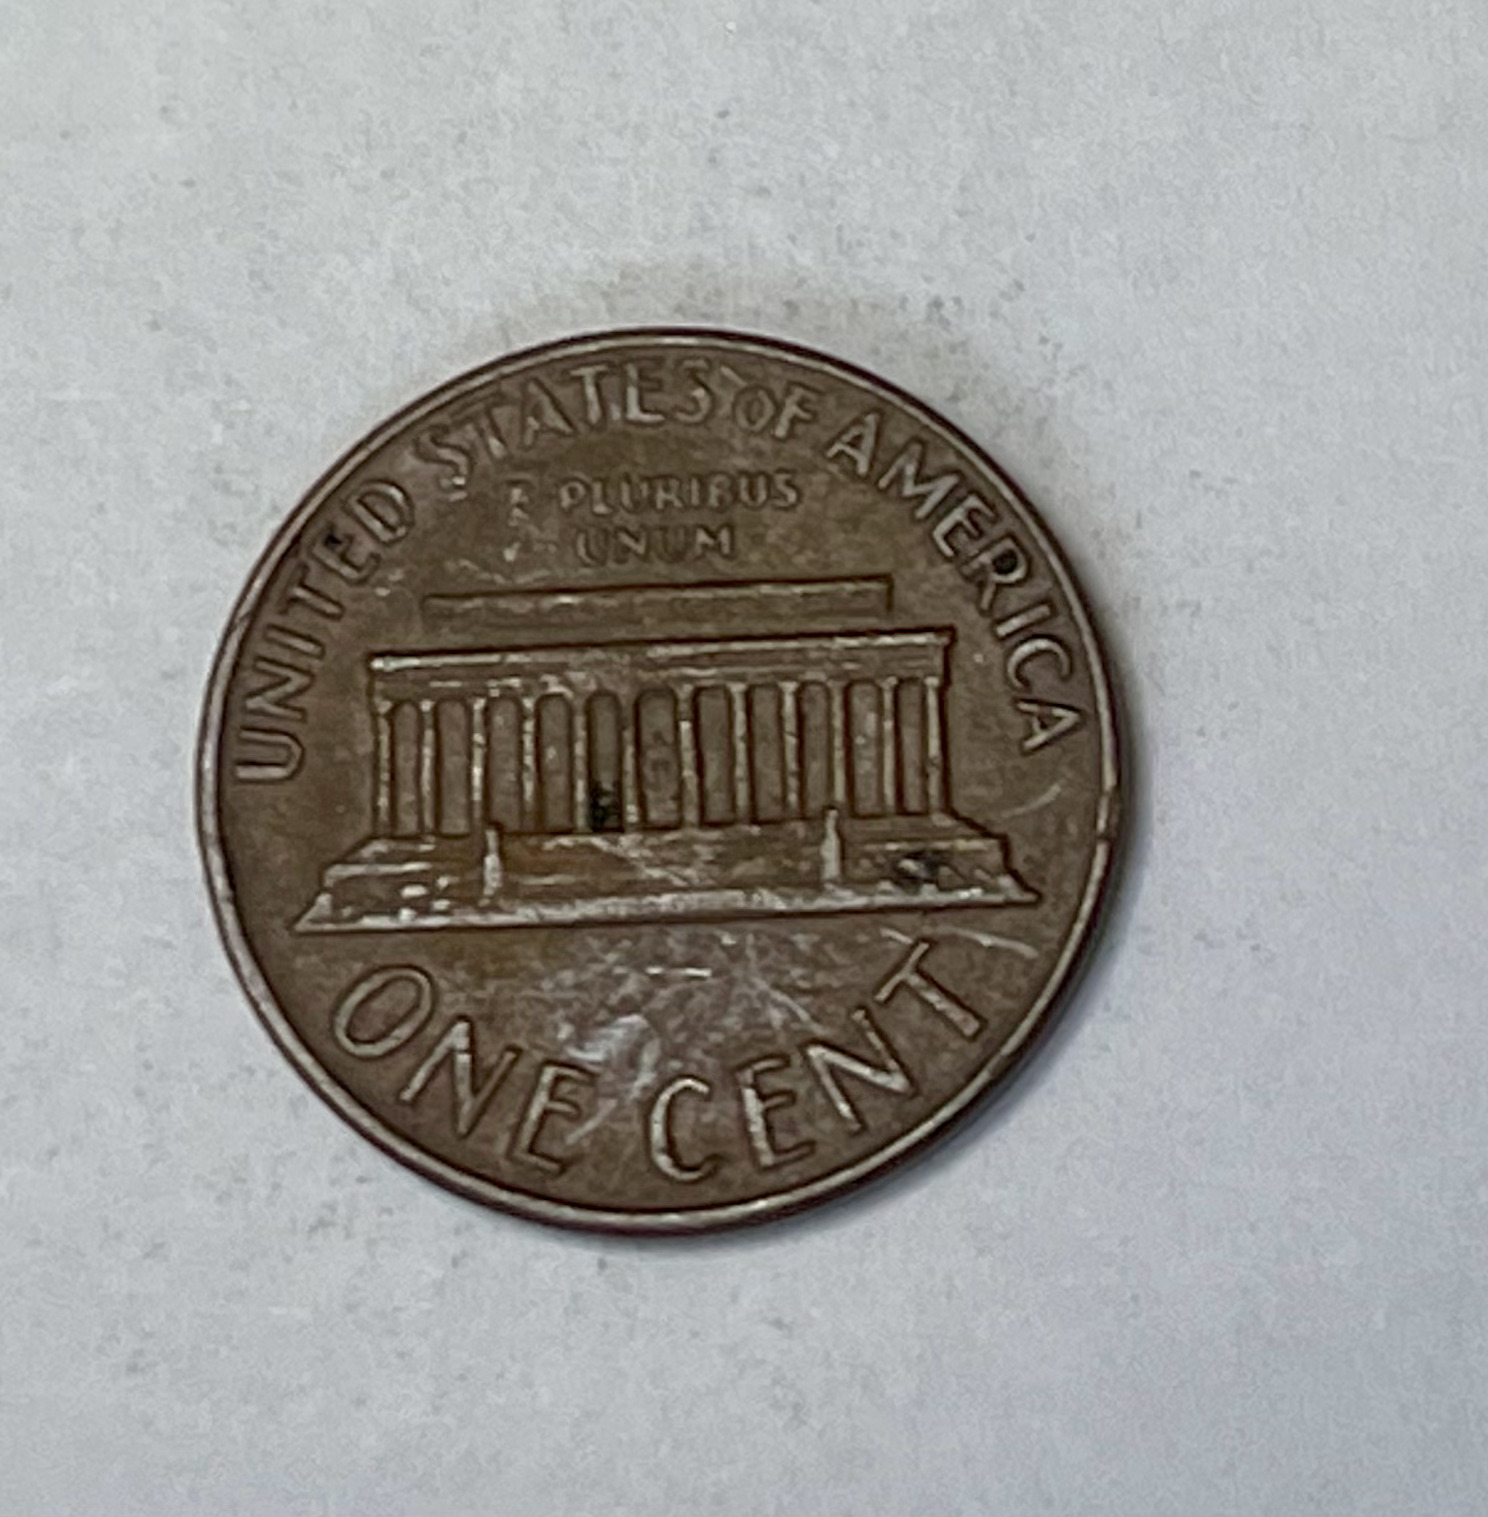 UNITED STATES OF AMERICA
E PLURIBUS
UNUM
ONE CENT